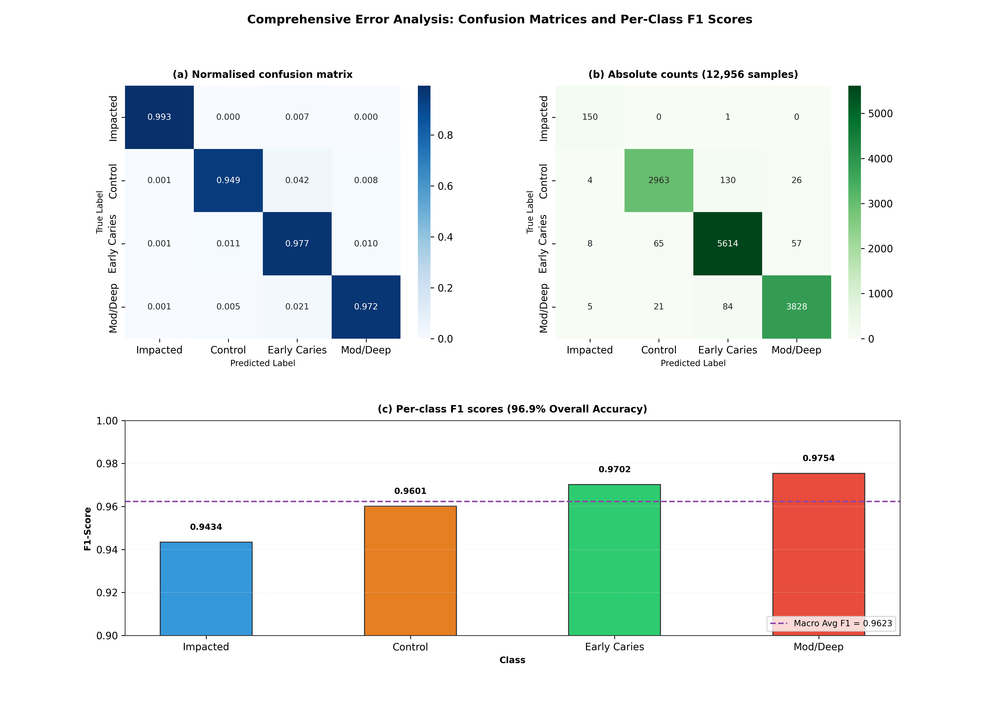 Comprehensive Error Analysis: Confusion Matrices and Per-Class F1 Scores
(a) Normalised confusion matrix
True Label
Impacted
0.993 0.000 0.007 0.000
Control
0.001 0.949 0.042 0.008
Early Caries
0.001 0.011 0.977 0.010
Mod/Deep
0.001 0.005 0.021 0.972
Impacted Control Early Caries Mod/Deep
Predicted Label
0.8
0.6
0.4
0.2
0.0
(b) Absolute counts (12,956 samples)
True Label
Impacted
150 0 1 0
Control
4 2963 130 26
Early Caries
8 65 5614 57
Mod/Deep
5 21 84 3828
Impacted Control Early Caries Mod/Deep
Predicted Label
5000
4000
3000
2000
1000
0
(c) Per-class F1 scores (96.9% Overall Accuracy)
F1-Score
1.00
0.98
0.96
0.94
0.92
0.90
0.9434
0.9601
0.9702
0.9754
Macro Avg F1 = 0.9623
Impacted Control Early Caries Mod/Deep
Class